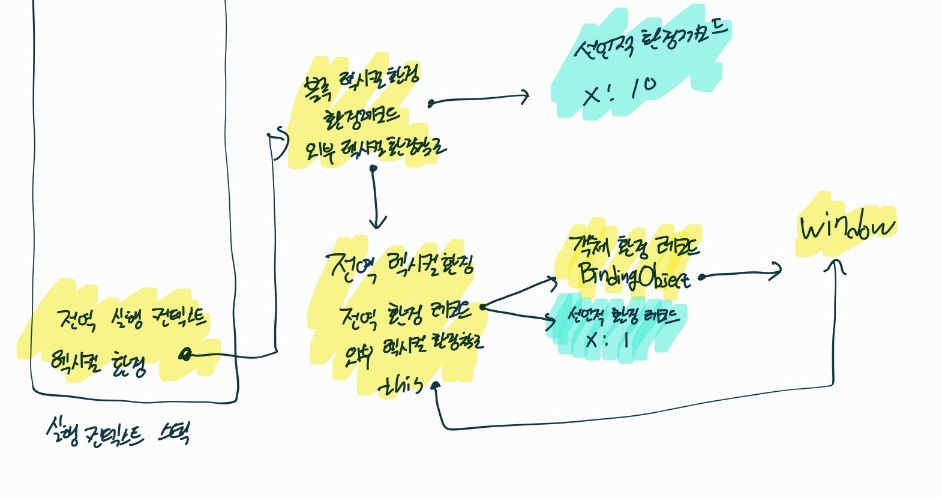 선언적 환경레코드
x: 10
블록 렉시컬환경
환경레코드
외부 렉시컬환경참조
전역 렉시컬환경
전역 환경 레코드
외부 렉시컬 환경참조
this
객체 환경 레코드
BindingObject
선언적 환경 레코드
x: 1
window
전역 실행 컨텍스트
렉시컬 환경
실행 컨텍스트 스택